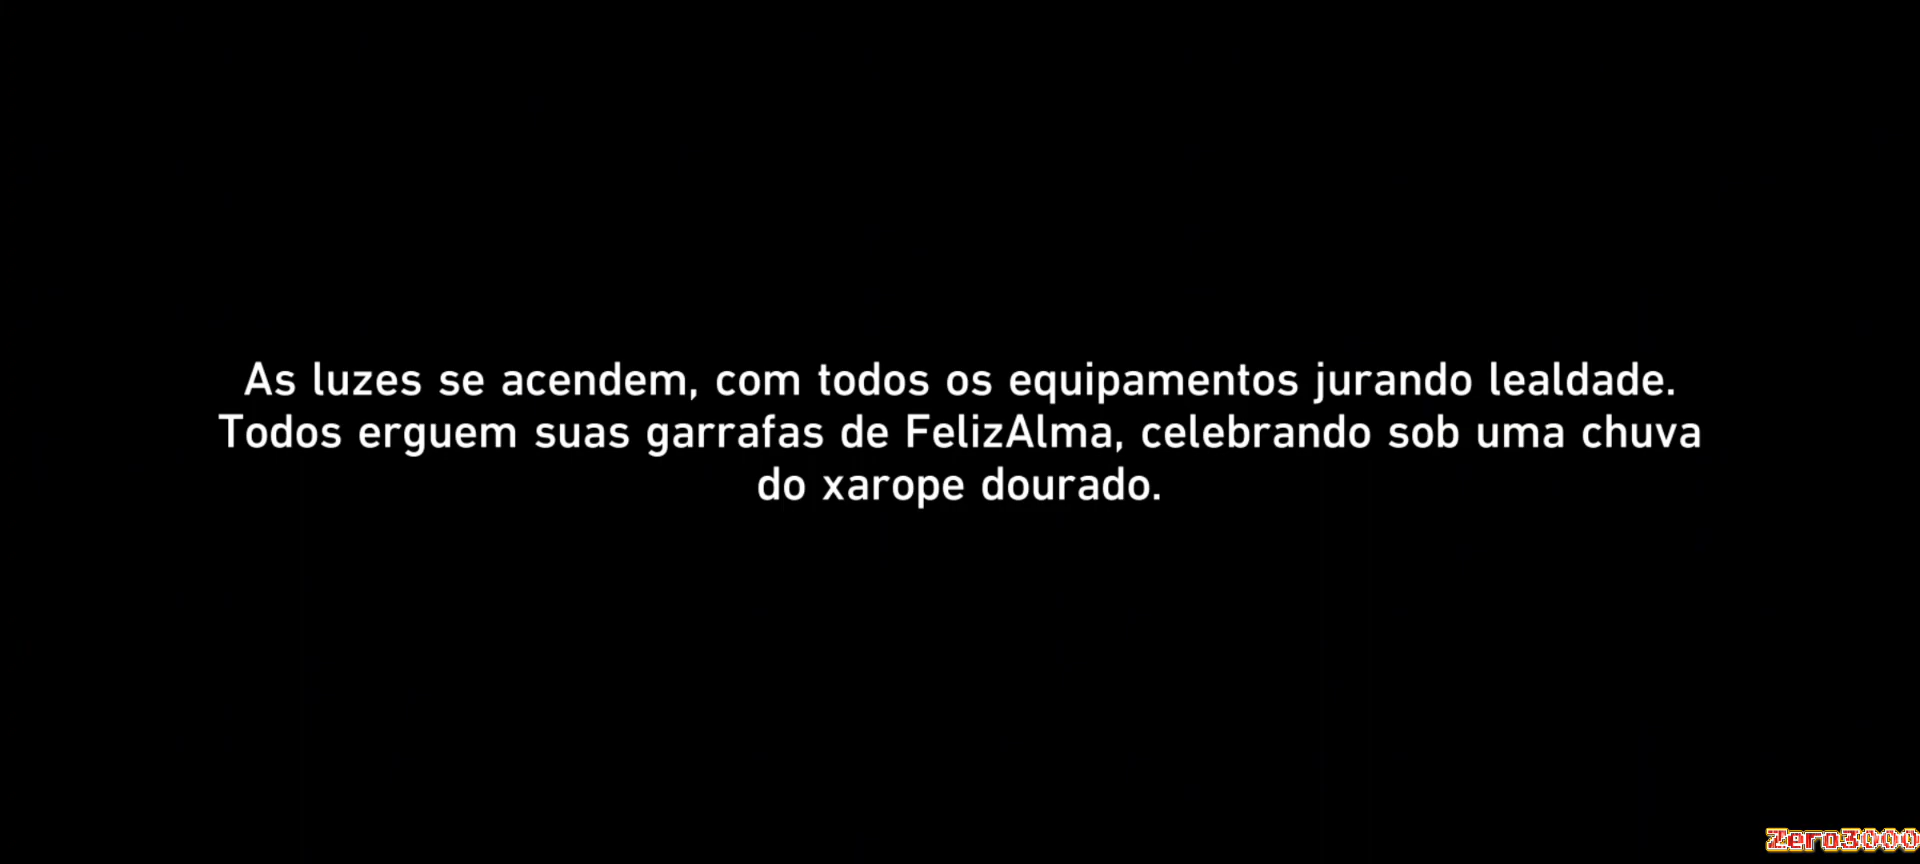 As luzes se acendem, com todos os equipamentos jurando lealdade.
Todos erguem suas garrafas de FelizAlma, celebrando sob uma chuva
do xarope dourado.
Zero3000